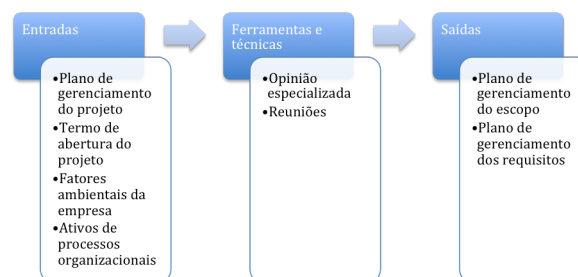 Entradas
•Plano de
gerenciamento
do projeto
•Termo de
abertura do
projeto
•Fatores
ambientais da
empresa
•Ativos de
processos
organizacionais
Ferramentas e
técnicas
•Opinião
especializada
•Reuniões
Saídas
•Plano de
gerenciamento
do escopo
•Plano de
gerenciamento
dos requisitos